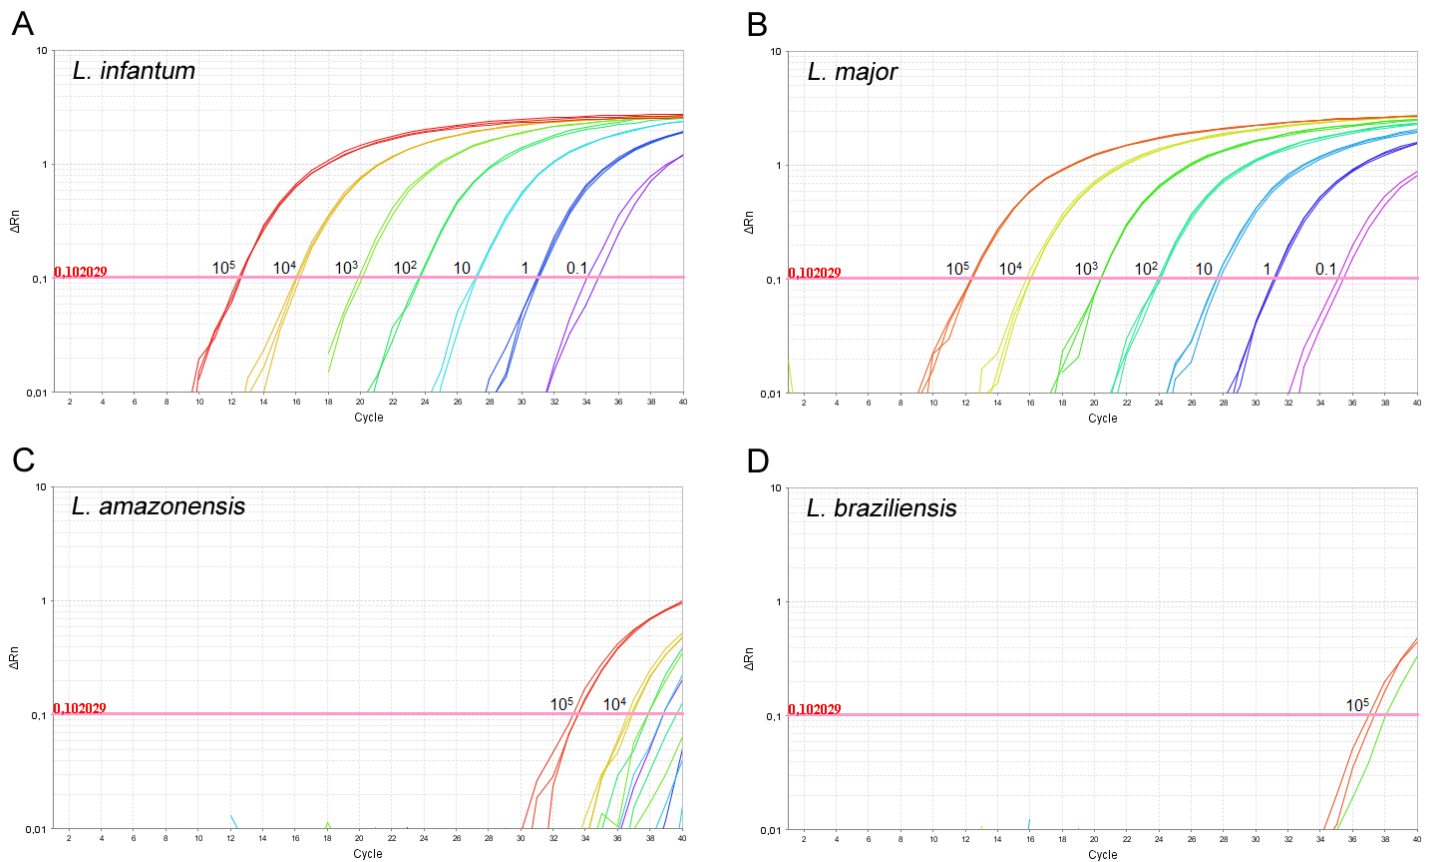 A
L. infantum
10
1
0,1
0,01
ΔRn
0,102029
10⁵ 10⁴ 10³ 10² 10 1 0.1
2 4 6 8 10 12 14 16 18 20 22 24 26 28 30 32 34 36 38 40
Cycle
B
L. major
10
1
0,1
0,01
ΔRn
0,102029
10⁵ 10⁴ 10³ 10² 10 1 0.1
2 4 6 8 10 12 14 16 18 20 22 24 26 28 30 32 34 36 38 40
Cycle
C
L. amazonensis
10
1
0,1
0,01
ΔRn
0,102029
10⁵ 10⁴
2 4 6 8 10 12 14 16 18 20 22 24 26 28 30 32 34 36 38 40
Cycle
D
L. braziliensis
10
1
0,1
0,01
ΔRn
0,102029
10⁵
2 4 6 8 10 12 14 16 18 20 22 24 26 28 30 32 34 36 38 40
Cycle